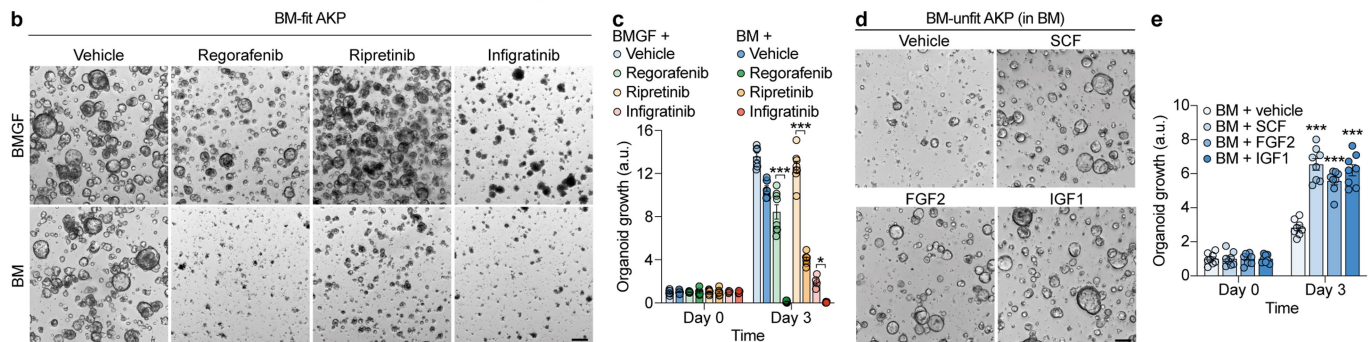 b
BM-fit AKP
Vehicle Regorafenib Ripretinib Infigratinib
BMGF
BM
c
BMGF + BM +
Vehicle Vehicle
Regorafenib Regorafenib
Ripretinib Ripretinib
Infigratinib Infigratinib
Organoid growth (a.u.)
16
12
8
4
0
***
***
*
Day 0 Day 3
Time
d
BM-unfit AKP (in BM)
Vehicle SCF
FGF2 IGF1
e
Organoid growth (a.u.)
10
8
6
4
2
0
BM + vehicle
BM + SCF
BM + FGF2
BM + IGF1
***
***
***
Day 0 Day 3
Time